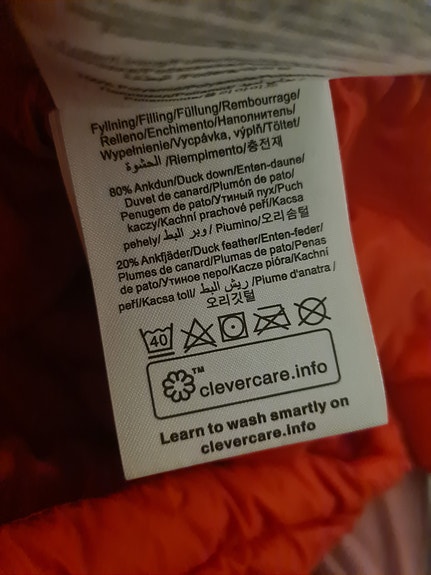 Fyllning/Filling/Füllung/Rembourrage/
Relleno/Enchimento/Наполнитель/
Wypełnienie/Vycpávka, výplň/Töltet/
الحشوة /Riempimento/충전재
80% Ankdun/Duck down/Enten-daune/
Duvet de canard/Plumón de pato/
Penugem de pato/Утиный пух/Puch
kaczy/Kachní prachové peří/Kacsa
pehely/ وبر البط / Piumino/오리솜털
20% Ankfjäder/Duck feather/Enten-feder/
Plumes de canard/Plumas de pato/Penas
de pato/Утиное перо/Kacze pióra/Kachní
peří/Kacsa toll/ ريش البط /Piume d'anatra /
오리깃털
40
TM
clevercare.info
Learn to wash smartly on
clevercare.info